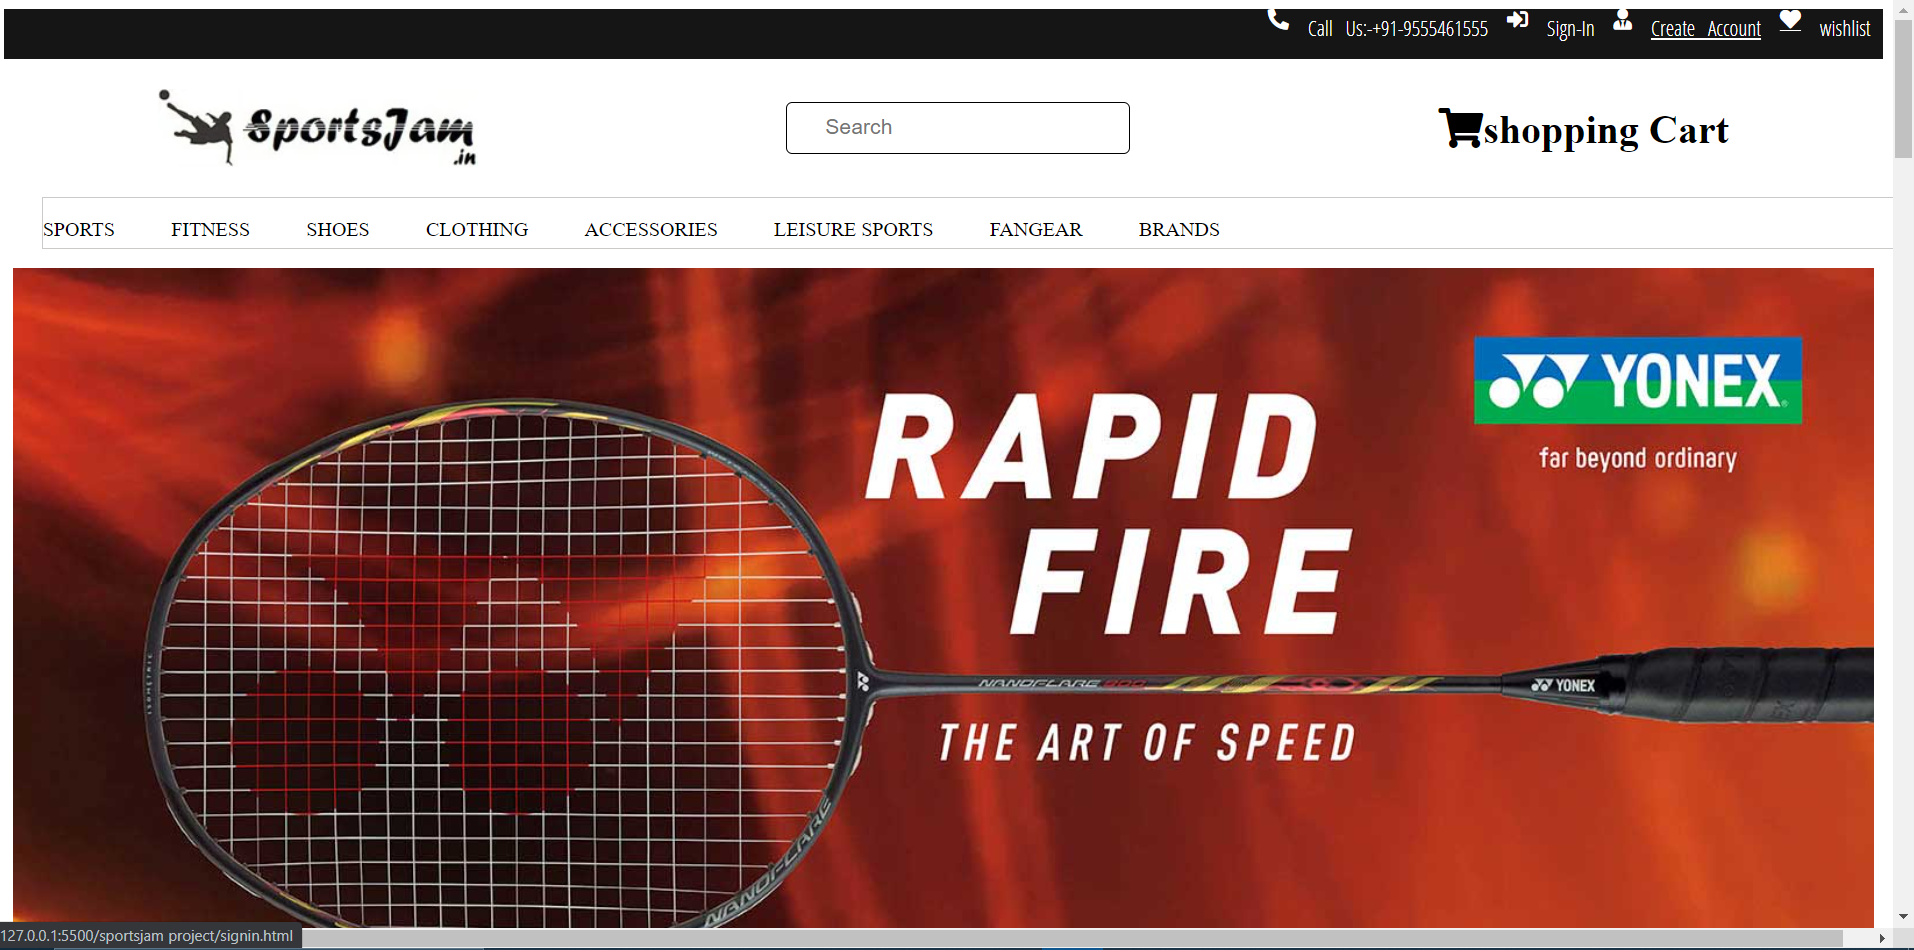 Call Us:-+91-9555461555 Sign-In Create Account wishlist
SportsJam
.in
Search
shopping Cart
SPORTS FITNESS SHOES CLOTHING ACCESSORIES LEISURE SPORTS FANGEAR BRANDS
YONEX
far beyond ordinary
RAPID
FIRE
NANOFLARE 800
YONEX
THE ART OF SPEED
ISOMETRIC
NANOFLARE
127.0.0.1:5500/sportsjam project/signin.html